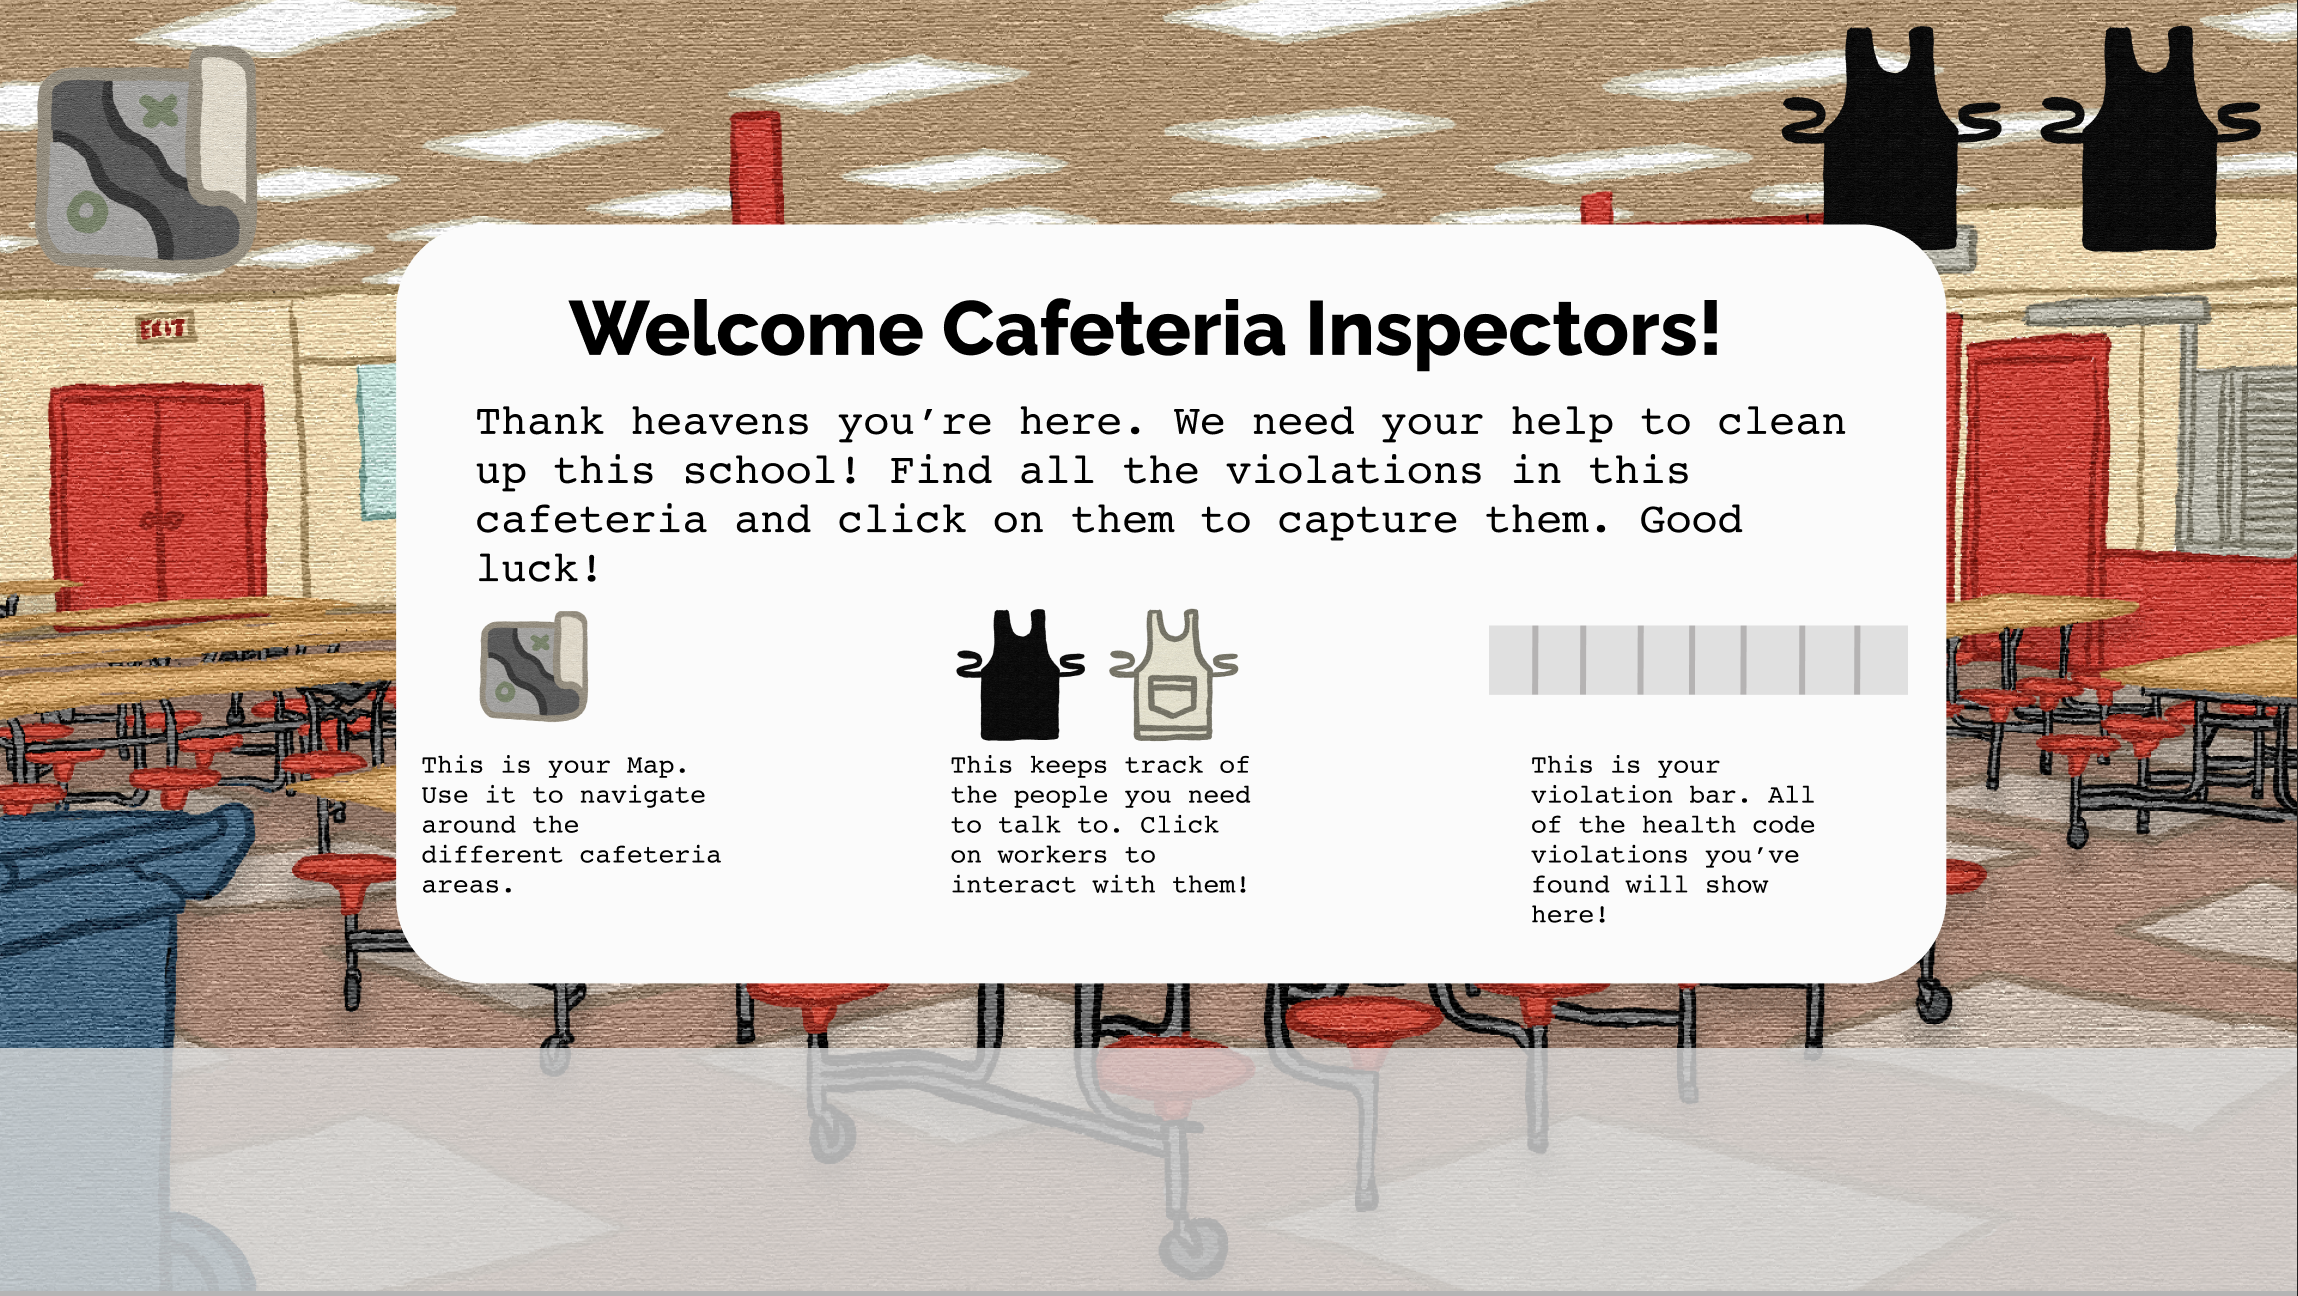 EXIT
Welcome Cafeteria Inspectors!
Thank heavens you’re here. We need your help to clean
up this school! Find all the violations in this
cafeteria and click on them to capture them. Good
luck!
This is your Map.
Use it to navigate
around the
different cafeteria
areas.
This keeps track of
the people you need
to talk to. Click
on workers to
interact with them!
This is your
violation bar. All
of the health code
violations you’ve
found will show
here!